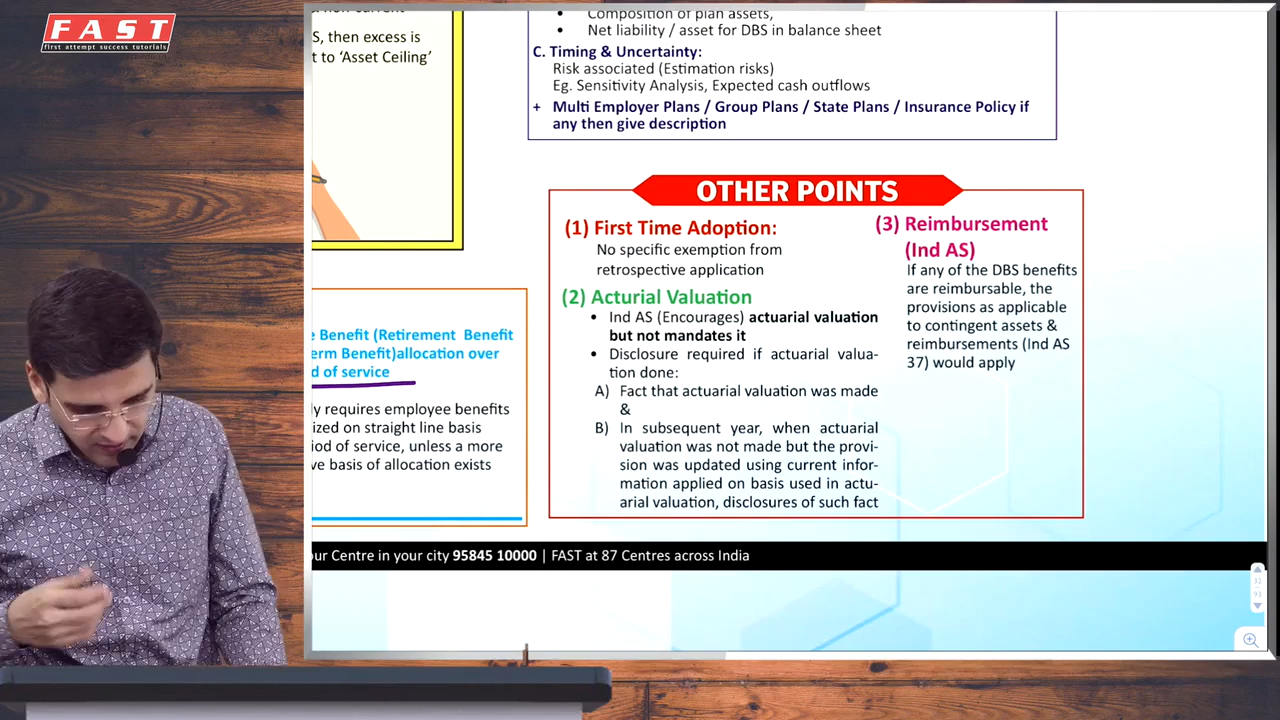 FAST
first attempt success tutorials
S, then excess is
t to ‘Asset Ceiling’
• Composition of plan assets,
• Net liability / asset for DBS in balance sheet
C. Timing & Uncertainty:
Risk associated (Estimation risks)
Eg. Sensitivity Analysis, Expected cash outflows
+ Multi Employer Plans / Group Plans / State Plans / Insurance Policy if
any then give description
OTHER POINTS
(1) First Time Adoption:
No specific exemption from
retrospective application
(2) Acturial Valuation
• Ind AS (Encourages) actuarial valuation
but not mandates it
• Disclosure required if actuarial valua-
tion done:
A) Fact that actuarial valuation was made
&
B) In subsequent year, when actuarial
valuation was not made but the provi-
sion was updated using current infor-
mation applied on basis used in actu-
arial valuation, disclosures of such fact
(3) Reimbursement
(Ind AS)
If any of the DBS benefits
are reimbursable, the
provisions as applicable
to contingent assets &
reimbursements (Ind AS
37) would apply
e Benefit (Retirement Benefit
erm Benefit)allocation over
d of service
ly requires employee benefits
ized on straight line basis
iod of service, unless a more
ve basis of allocation exists
our Centre in your city 95845 10000 | FAST at 87 Centres across India